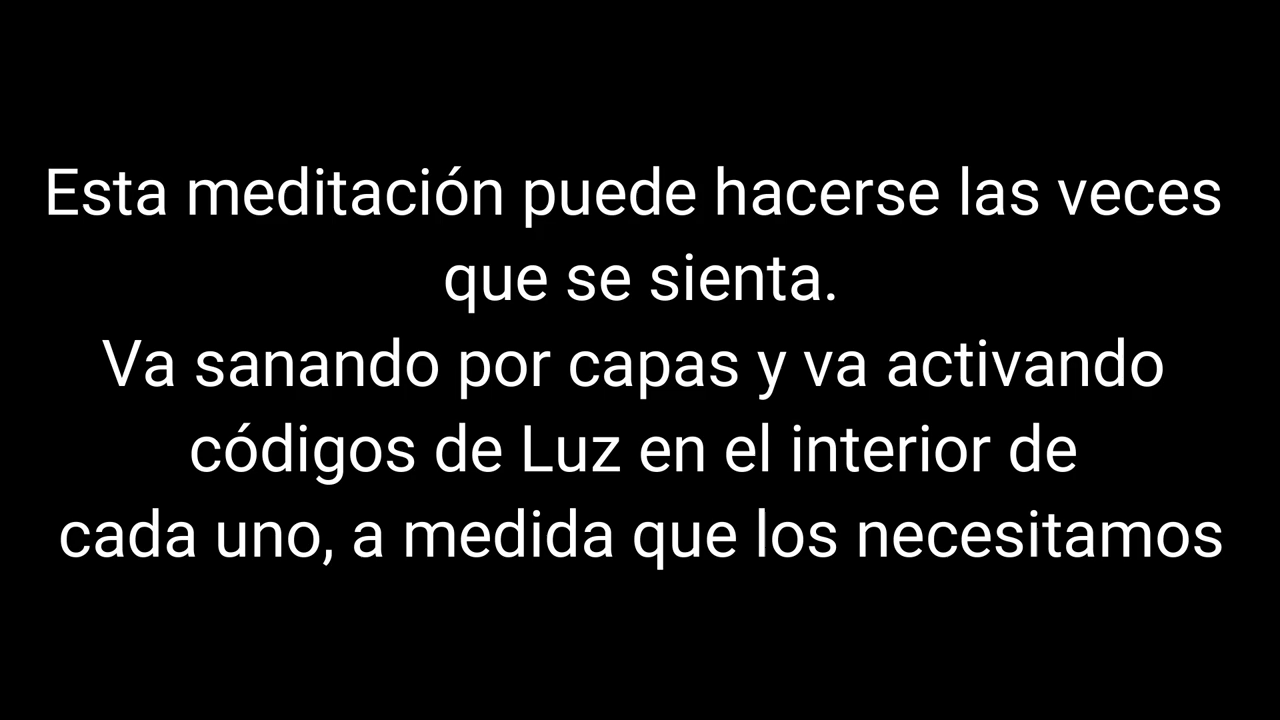 Esta meditación puede hacerse las veces
que se sienta.
Va sanando por capas y va activando
códigos de Luz en el interior de
cada uno, a medida que los necesitamos